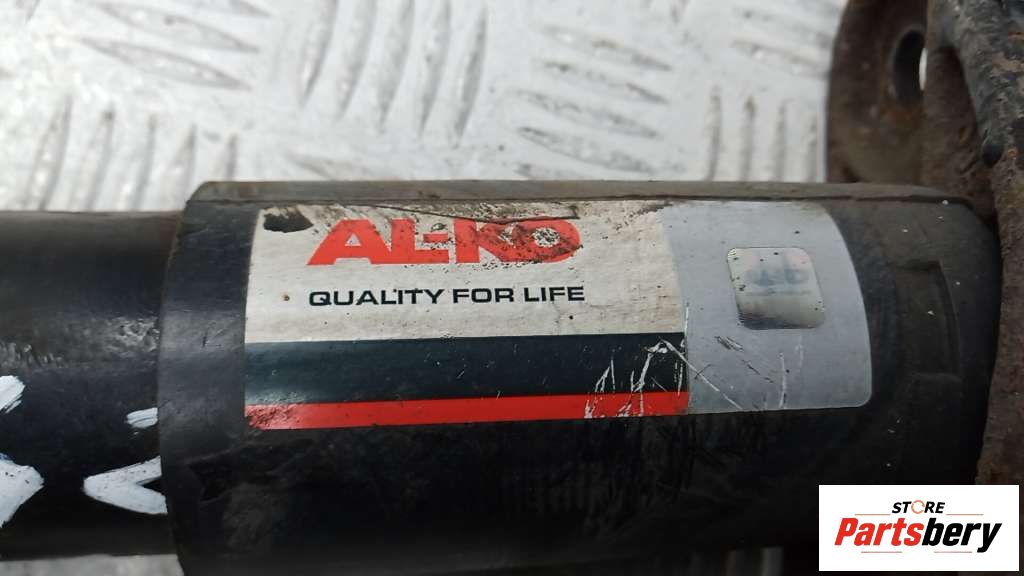 AL-KO
QUALITY FOR LIFE
STORE
Partsbery